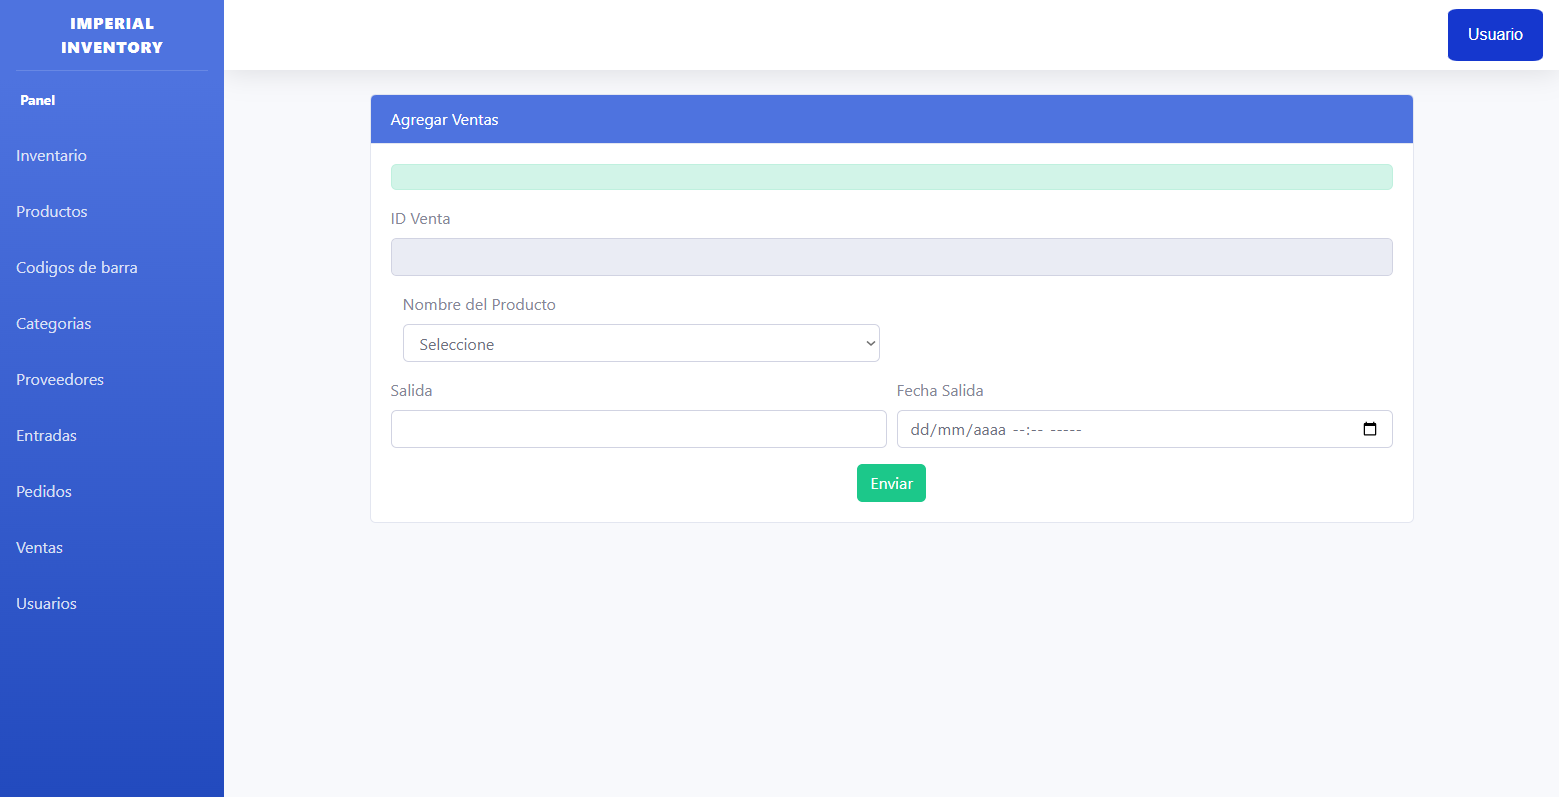 IMPERIAL
INVENTORY
Usuario
Panel
Inventario
Productos
Codigos de barra
Categorias
Proveedores
Entradas
Pedidos
Ventas
Usuarios
Agregar Ventas
ID Venta
Nombre del Producto
Seleccione
Salida
Fecha Salida
dd/mm/aaaa --:-- -----
Enviar